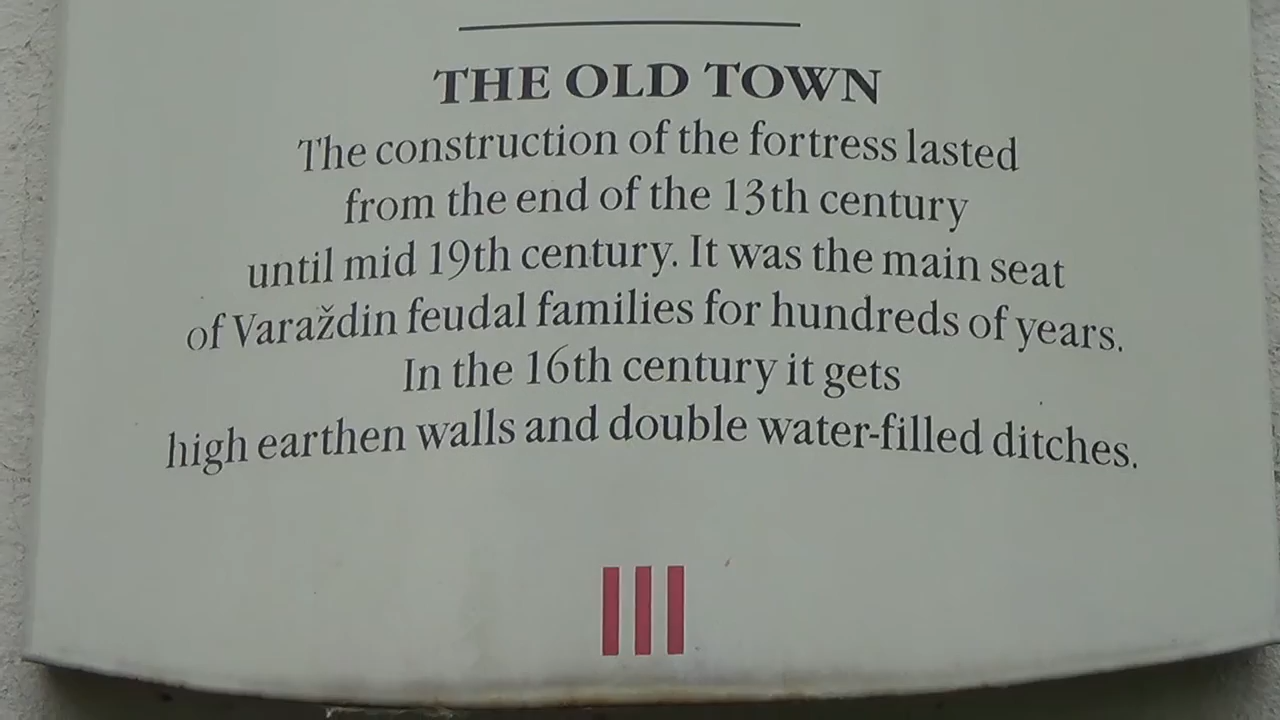 THE OLD TOWN
The construction of the fortress lasted
from the end of the 13th century
until mid 19th century. It was the main seat
of Varaždin feudal families for hundreds of years.
In the 16th century it gets
high earthen walls and double water-filled ditches.